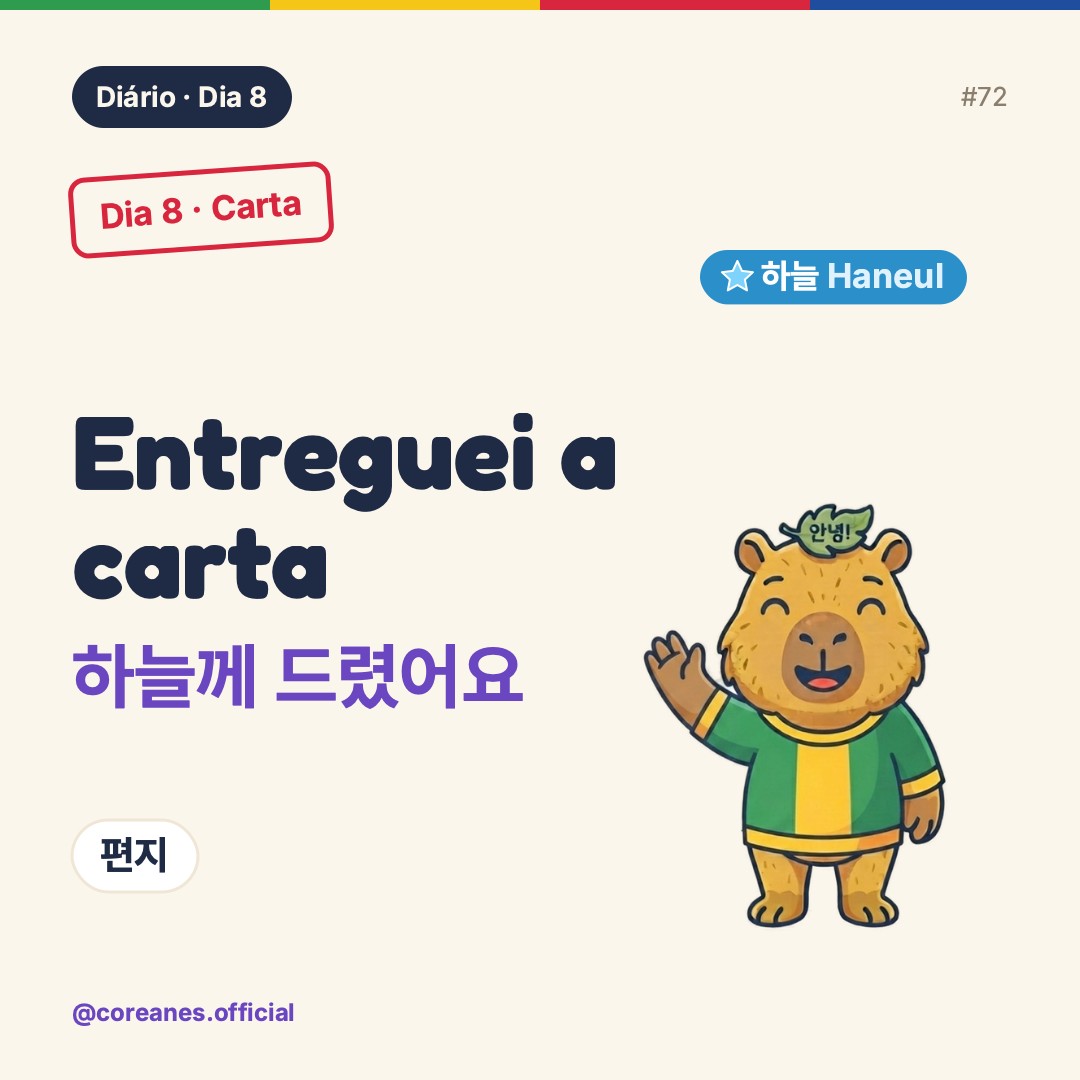 Diário · Dia 8
#72
Dia 8 · Carta
하늘 Haneul
Entreguei a
carta
하늘께 드렸어요
안녕!
편지
@coreanes.official